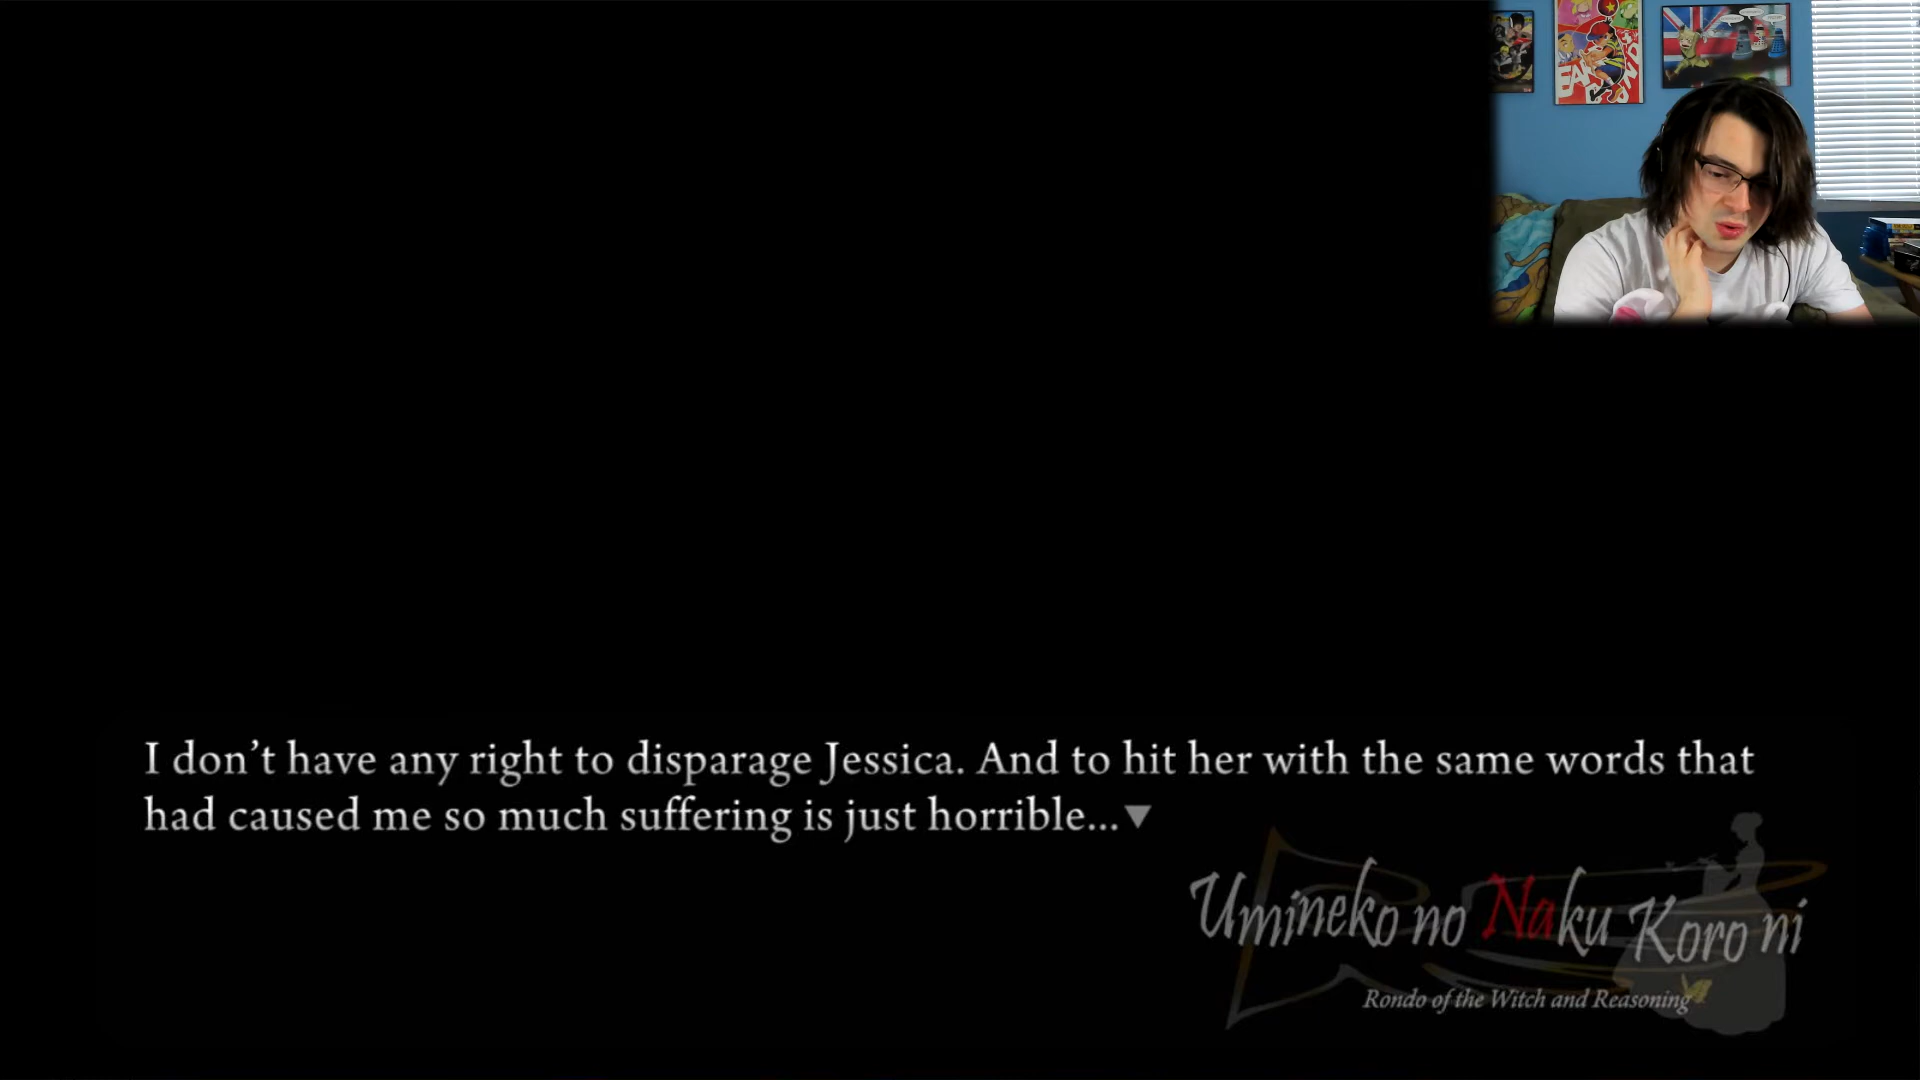 I don't have any right to disparage Jessica. And to hit her with the same words that
had caused me so much suffering is just horrible...
Umineko no Naku Koro ni
Rondo of the Witch and Reasoning